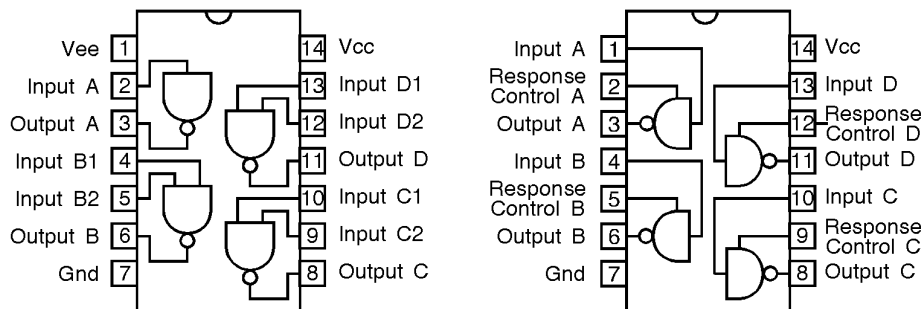 Vee 1
Input A 2
Output A 3
Input B1 4
Input B2 5
Output B 6
Gnd 7
14 Vcc
13 Input D1
12 Input D2
11 Output D
10 Input C1
9 Input C2
8 Output C
Input A 1
Response
Control A 2
Output A 3
Input B 4
Response
Control B 5
Output B 6
Gnd 7
14 Vcc
13 Input D
12 Response
Control D
11 Output D
10 Input C
9 Response
Control C
8 Output C